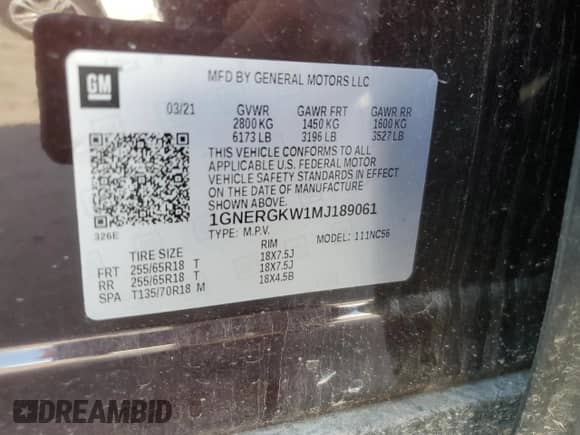 GM
MFD BY GENERAL MOTORS LLC
03/21 GVWR GAWR FRT GAWR RR
2800 KG 1450 KG 1600 KG
6173 LB 3196 LB 3527 LB
THIS VEHICLE CONFORMS TO ALL
APPLICABLE U.S. FEDERAL MOTOR
VEHICLE SAFETY STANDARDS IN EFFECT
ON THE DATE OF MANUFACTURE
SHOWN ABOVE.
1GNERGKW1MJ189061
326E
TYPE: M.P.V. MODEL: 111NC56
TIRE SIZE RIM
FRT 255/65R18 T 18X7.5J
RR 255/65R18 T 18X7.5J
SPA T135/70R18 M 18X4.5B
DREAMBID